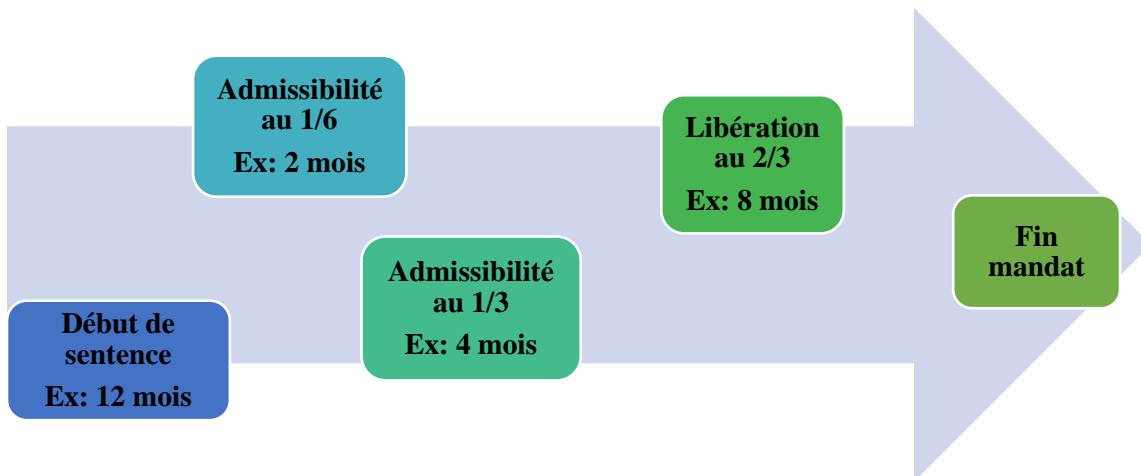 Début de
sentence
Ex: 12 mois
Admissibilité
au 1/6
Ex: 2 mois
Admissibilité
au 1/3
Ex: 4 mois
Libération
au 2/3
Ex: 8 mois
Fin
mandat